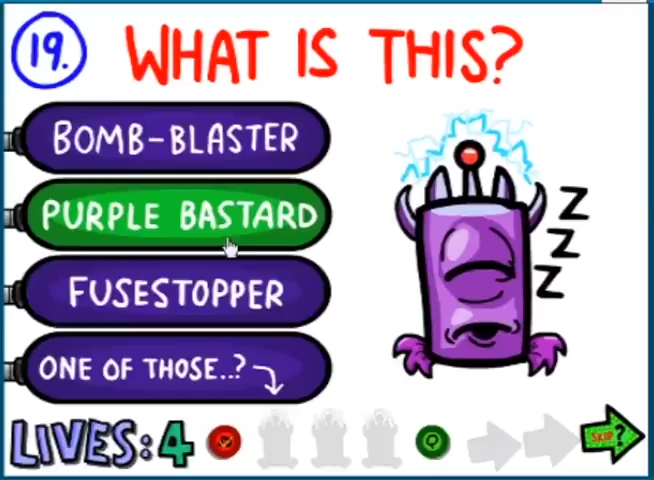 19. WHAT IS THIS?
BOMB-BLASTER
PURPLE BASTARD
FUSESTOPPER
ONE OF THOSE..?
Z
Z
Z
LIVES: 4
SKIP?